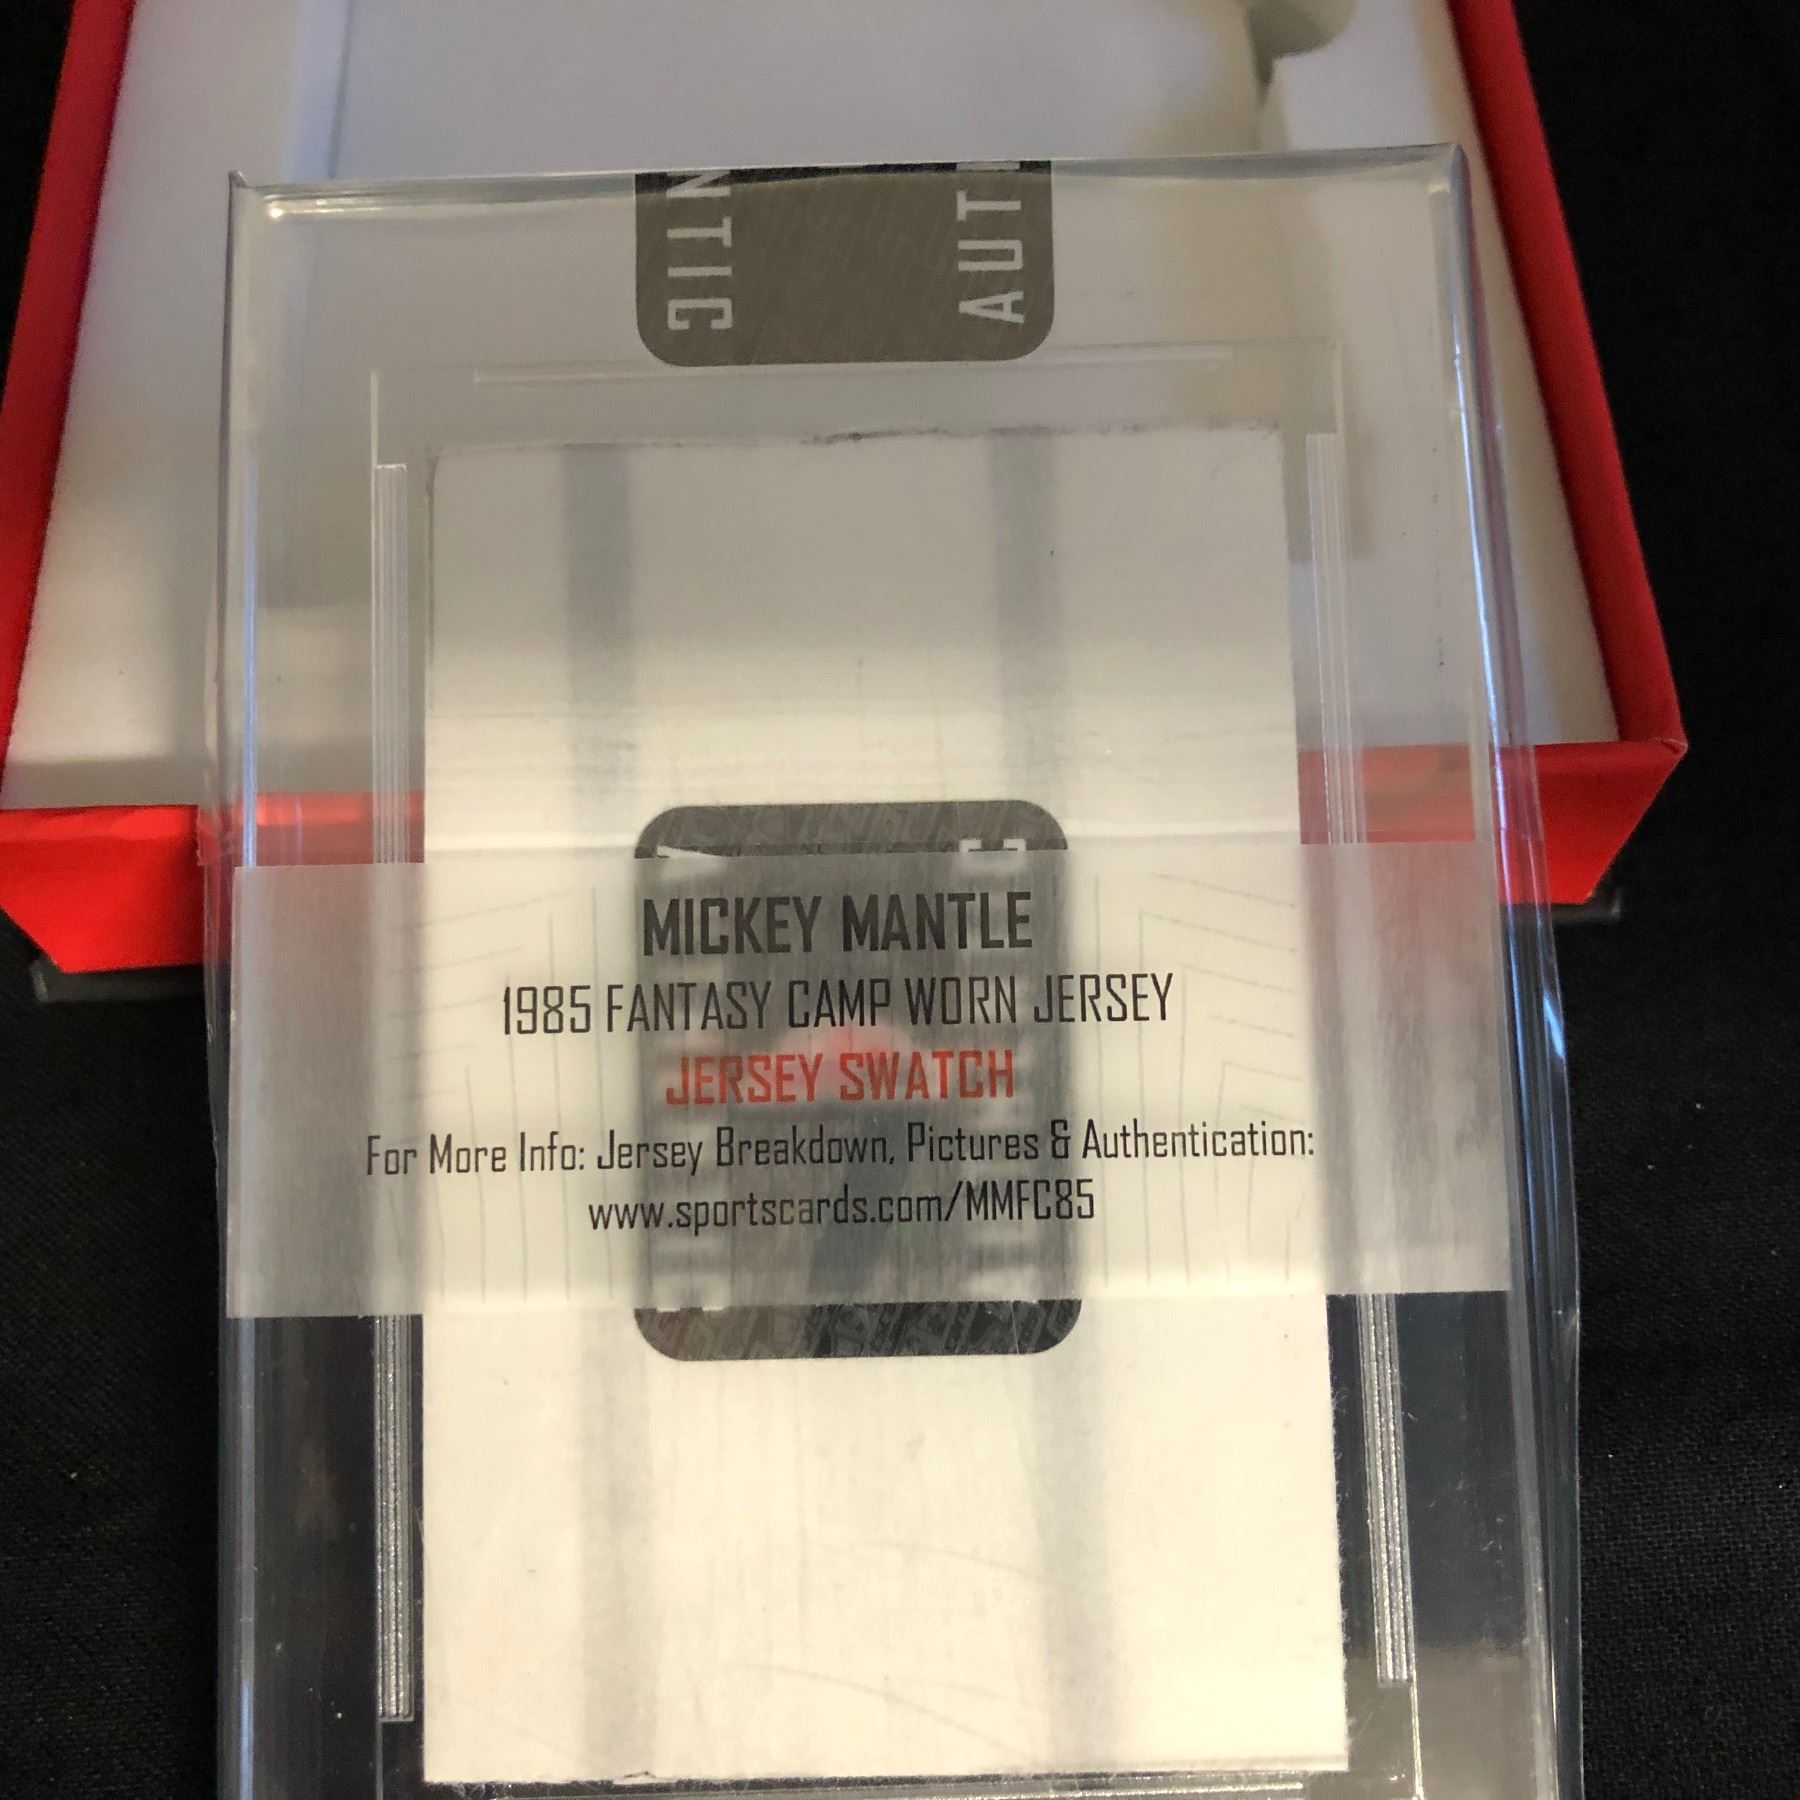 NTIC
AUT
MICKEY MANTLE
1985 FANTASY CAMP WORN JERSEY
JERSEY SWATCH
For More Info: Jersey Breakdown, Pictures & Authentication:
www.sportscards.com/MMFC85